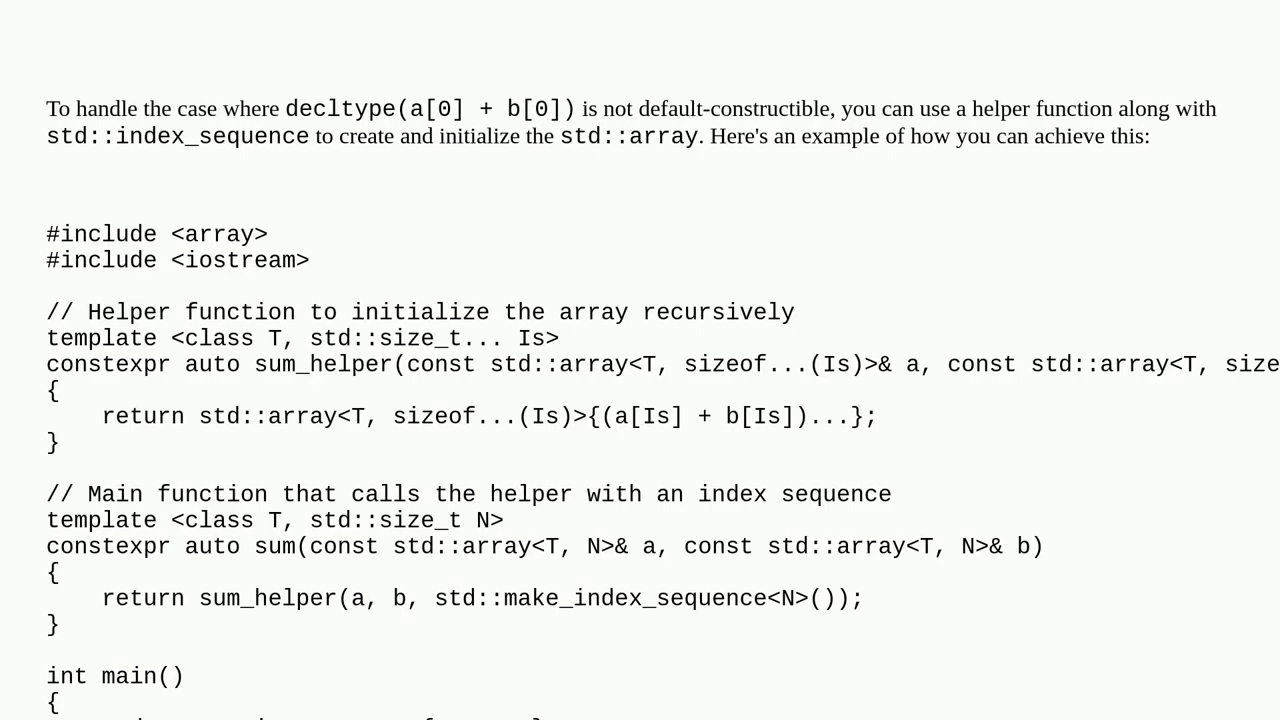 To handle the case where decltype(a[0] + b[0]) is not default-constructible, you can use a helper function along with
std::index_sequence to create and initialize the std::array. Here's an example of how you can achieve this:
#include <array>
#include <iostream>
// Helper function to initialize the array recursively
template <class T, std::size_t... Is>
constexpr auto sum_helper(const std::array<T, sizeof...(Is)>& a, const std::array<T, size
{
    return std::array<T, sizeof...(Is)>{(a[Is] + b[Is])...};
}
// Main function that calls the helper with an index sequence
template <class T, std::size_t N>
constexpr auto sum(const std::array<T, N>& a, const std::array<T, N>& b)
{
    return sum_helper(a, b, std::make_index_sequence<N>());
}
int main()
{